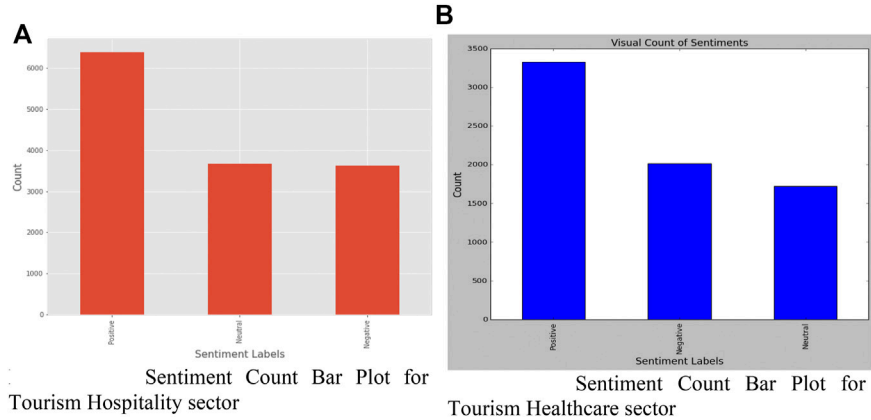 A
6000
5000
4000
3000
2000
1000
0
Count
Positive
Neutral
Negative
Sentiment Labels
Sentiment Count Bar Plot for
Tourism Hospitality sector
B
Visual Count of Sentiments
3500
3000
2500
2000
1500
1000
500
0
Count
Positive
Negative
Neutral
Sentiment Labels
Sentiment Count Bar Plot for
Tourism Healthcare sector